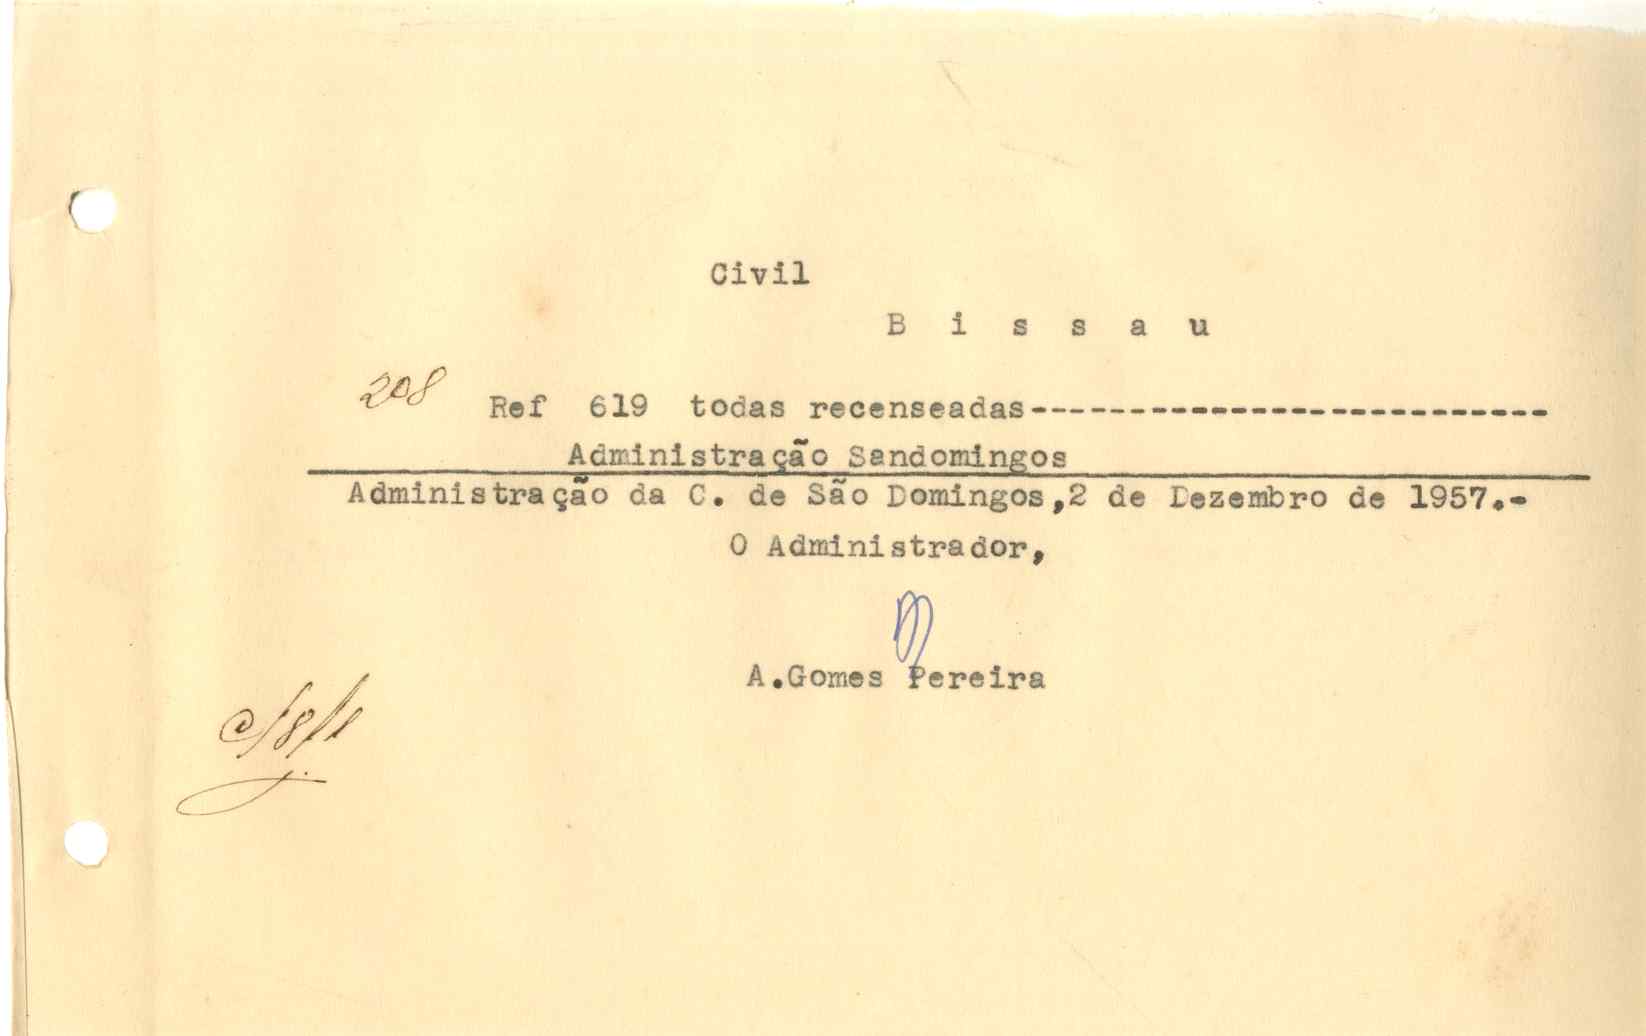 Civil
B i s s a u
208 Ref 619 todas recenseadas---------------------------
Administração Sandomingos
Administração da C. de São Domingos,2 de Dezembro de 1957.-
O Administrador,
A.Gomes Pereira